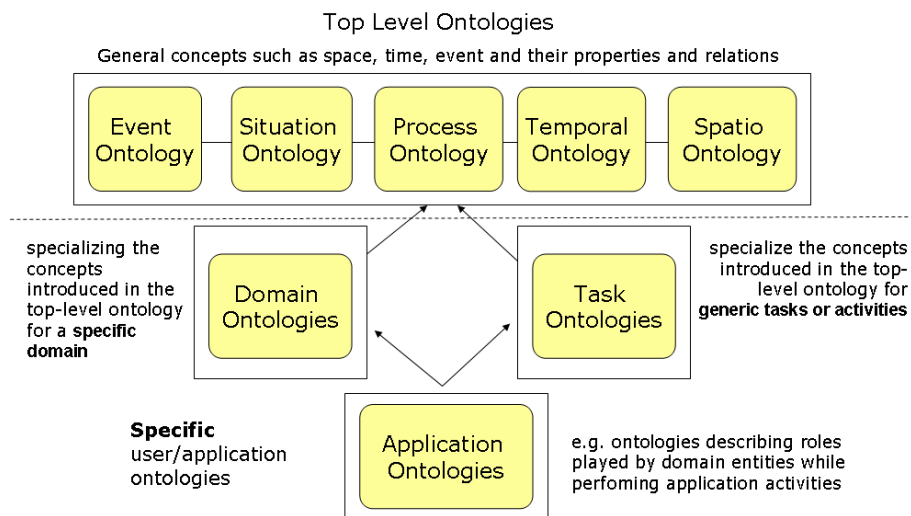 Top Level Ontologies
General concepts such as space, time, event and their properties and relations
Event
Ontology
Situation
Ontology
Process
Ontology
Temporal
Ontology
Spatio
Ontology
specializing the
concepts
introduced in the
top-level ontology
for a specific
domain
Domain
Ontologies
Task
Ontologies
specialize the concepts
introduced in the top-
level ontology for
generic tasks or activities
Specific
user/application
ontologies
Application
Ontologies
e.g. ontologies describing roles
played by domain entities while
perfoming application activities